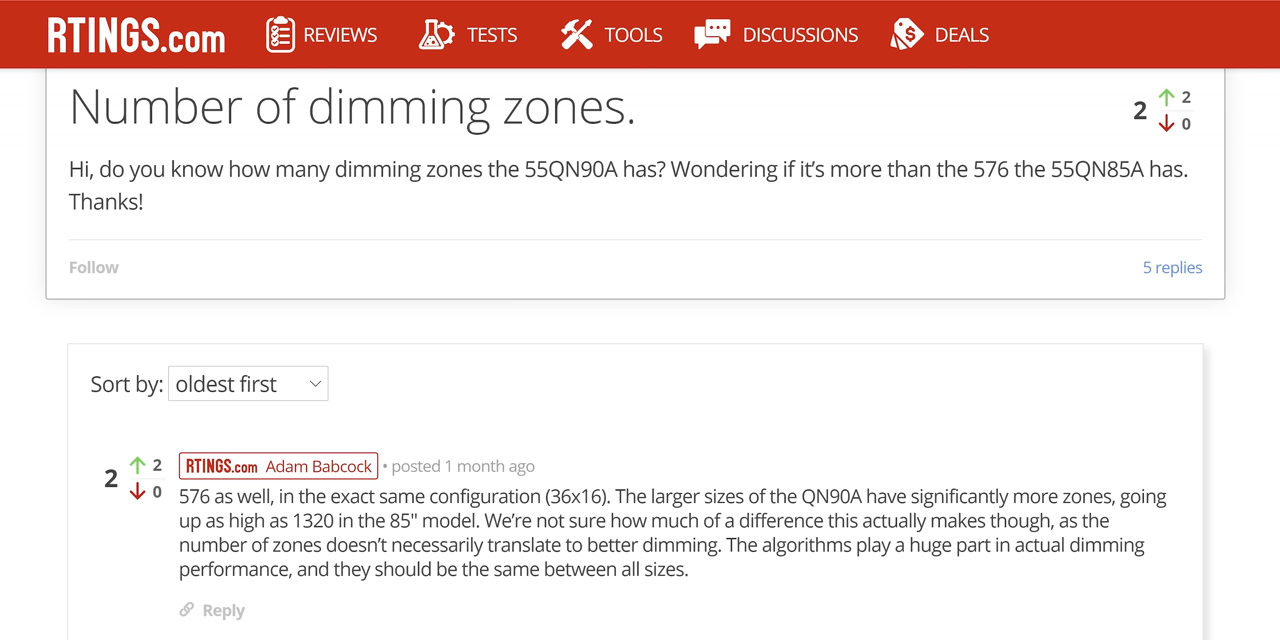 RTINGS.com REVIEWS TESTS TOOLS DISCUSSIONS DEALS
Number of dimming zones.
2
2
0
Hi, do you know how many dimming zones the 55QN90A has? Wondering if it’s more than the 576 the 55QN85A has.
Thanks!
Follow
5 replies
Sort by: oldest first
2
2
0
RTINGS.com Adam Babcock • posted 1 month ago
576 as well, in the exact same configuration (36x16). The larger sizes of the QN90A have significantly more zones, going
up as high as 1320 in the 85" model. We’re not sure how much of a difference this actually makes though, as the
number of zones doesn’t necessarily translate to better dimming. The algorithms play a huge part in actual dimming
performance, and they should be the same between all sizes.
Reply